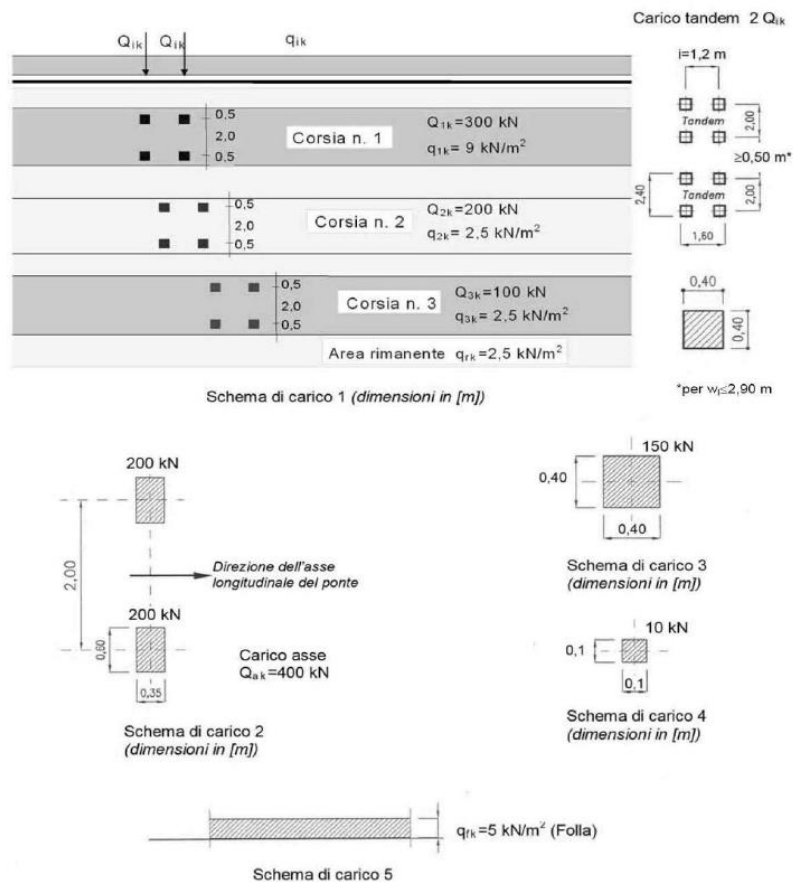 Carico tandem 2 Qik
Qik Qik qik
i=1,2 m
0,5
2,0
0,5
Corsia n. 1
Q1k=300 kN
q1k= 9 kN/m²
Tandem
2,00
≥0,50 m*
0,5
2,0
0,5
Corsia n. 2
Q2k=200 kN
q2k= 2,5 kN/m²
2,40
Tandem
2,00
1,60
0,5
2,0
0,5
Corsia n. 3
Q3k=100 kN
q3k= 2,5 kN/m²
0,40
0,40
Area rimanente qrk=2,5 kN/m²
Schema di carico 1 (dimensioni in [m])
*per wl≤2,90 m
200 kN
2,00
Direzione dell'asse
longitudinale del ponte
200 kN
0,60
0,35
Carico asse
Qak=400 kN
Schema di carico 2
(dimensioni in [m])
150 kN
0,40
0,40
Schema di carico 3
(dimensioni in [m])
10 kN
0,1
0,1
Schema di carico 4
(dimensioni in [m])
qfk=5 kN/m² (Folla)
Schema di carico 5